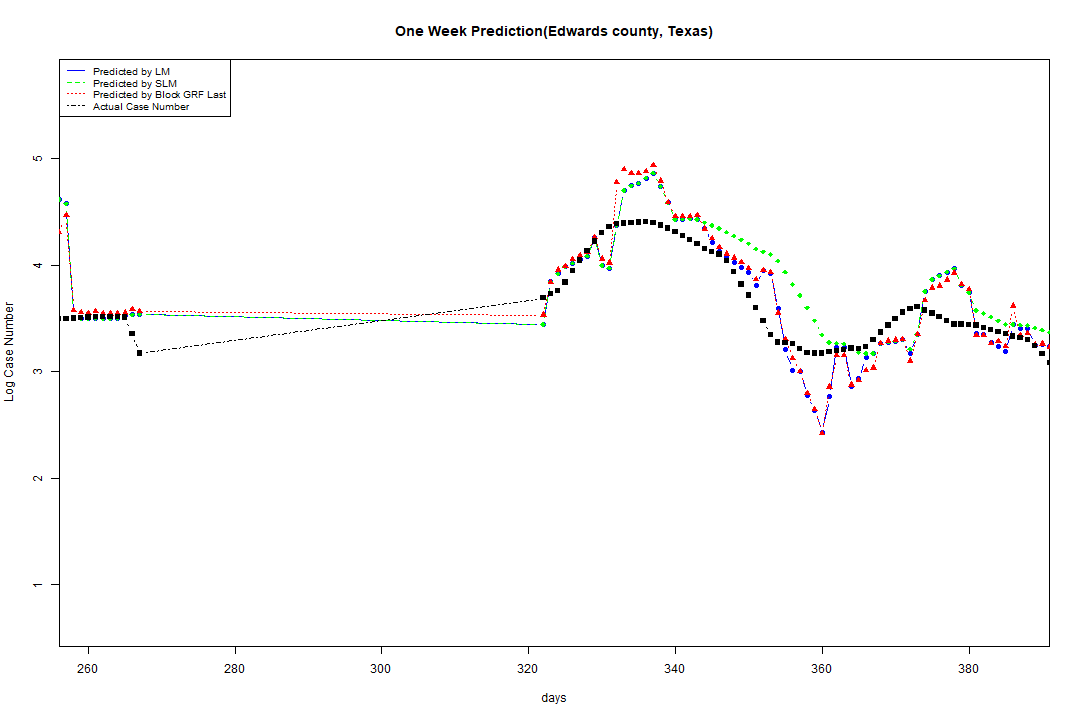 One Week Prediction(Edwards county, Texas)
Predicted by LM
Predicted by SLM
Predicted by Block GRF Last
Actual Case Number
5
4
3
2
1
Log Case Number
260 280 300 320 340 360 380
days